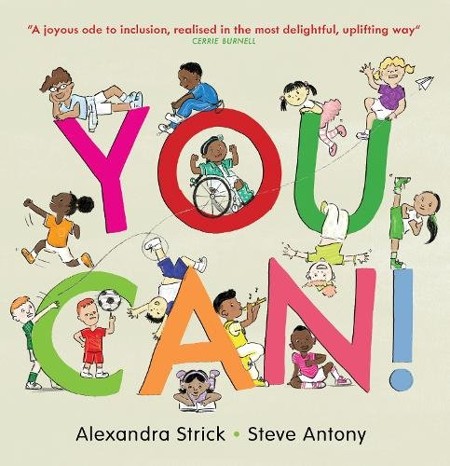 "A joyous ode to inclusion, realised in the most delightful, uplifting way"
CERRIE BURNELL
YOU
CAN!
Alexandra Strick • Steve Antony